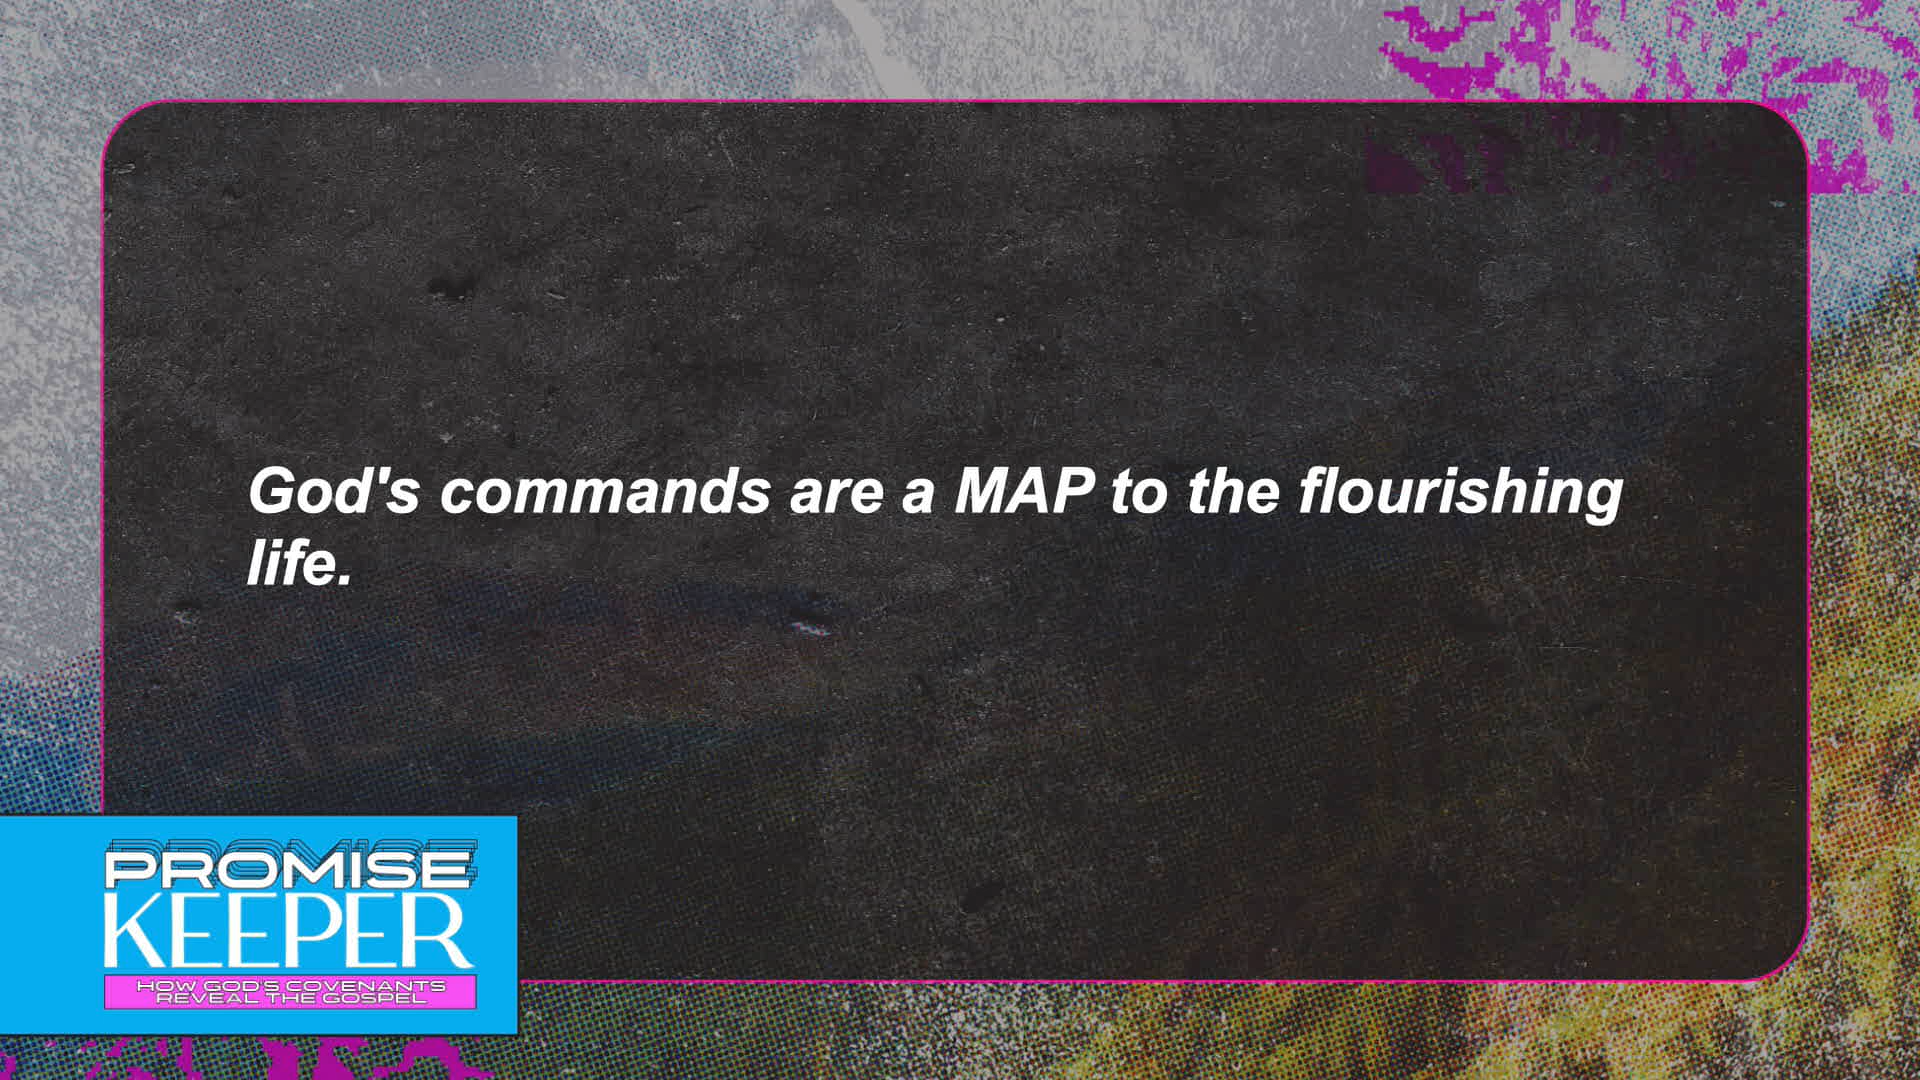 God's commands are a MAP to the flourishing
life.
PROMISE
KEEPER
HOW GOD'S COVENANTS
REVEAL THE GOSPEL